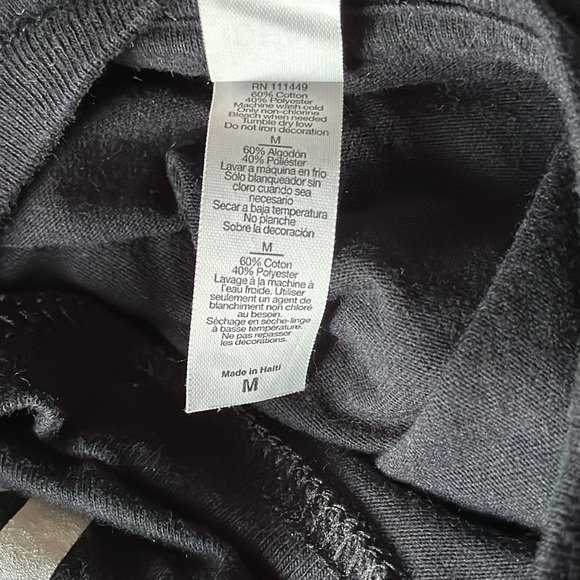 RN 111449
60% Cotton
40% Polyester
Machine wash cold
Only non-chlorine
Bleach when needed
Tumble dry low
Do not iron decoration
M
60% Algodón
40% Poliéster
Lavar a máquina en frío
Sólo blanqueador sin
cloro cuando sea
necesario
Secar a baja temperatura
No planche
Sobre la decoración
M
60% Coton
40% Polyester
Lavage à la machine à
l'eau froide. Utiliser
seulement un agent de
blanchiment non chloré
au besoin.
Séchage en sèche-linge
à basse température.
Ne pas repasser
les décorations.
Made in Haiti
M